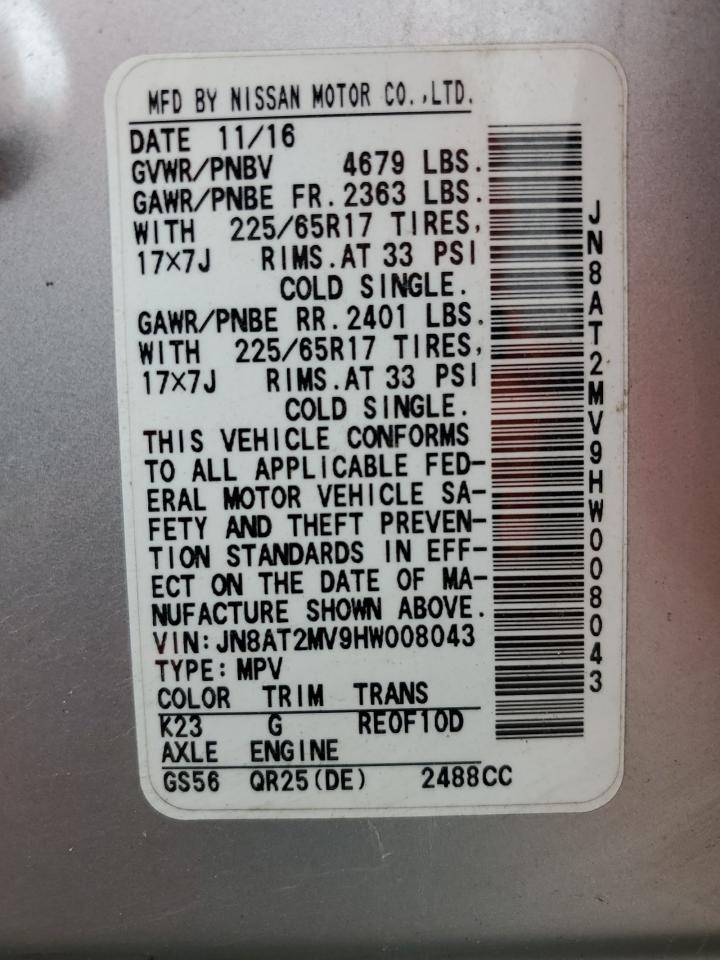 MFD BY NISSAN MOTOR CO.,LTD.
DATE 11/16
GVWR/PNBV 4679 LBS.
GAWR/PNBE FR. 2363 LBS.
WITH 225/65R17 TIRES,
17×7J RIMS.AT 33 PSI
COLD SINGLE.
GAWR/PNBE RR. 2401 LBS.
WITH 225/65R17 TIRES,
17×7J RIMS.AT 33 PSI
COLD SINGLE.
THIS VEHICLE CONFORMS
TO ALL APPLICABLE FED-
ERAL MOTOR VEHICLE SA-
FETY AND THEFT PREVEN-
TION STANDARDS IN EFF-
ECT ON THE DATE OF MA-
NUFACTURE SHOWN ABOVE.
VIN:JN8AT2MV9HW008043
TYPE:MPV
COLOR TRIM TRANS
K23 G RE0F10D
AXLE ENGINE
GS56 QR25(DE) 2488CC
JN8AT2MV9HW008043